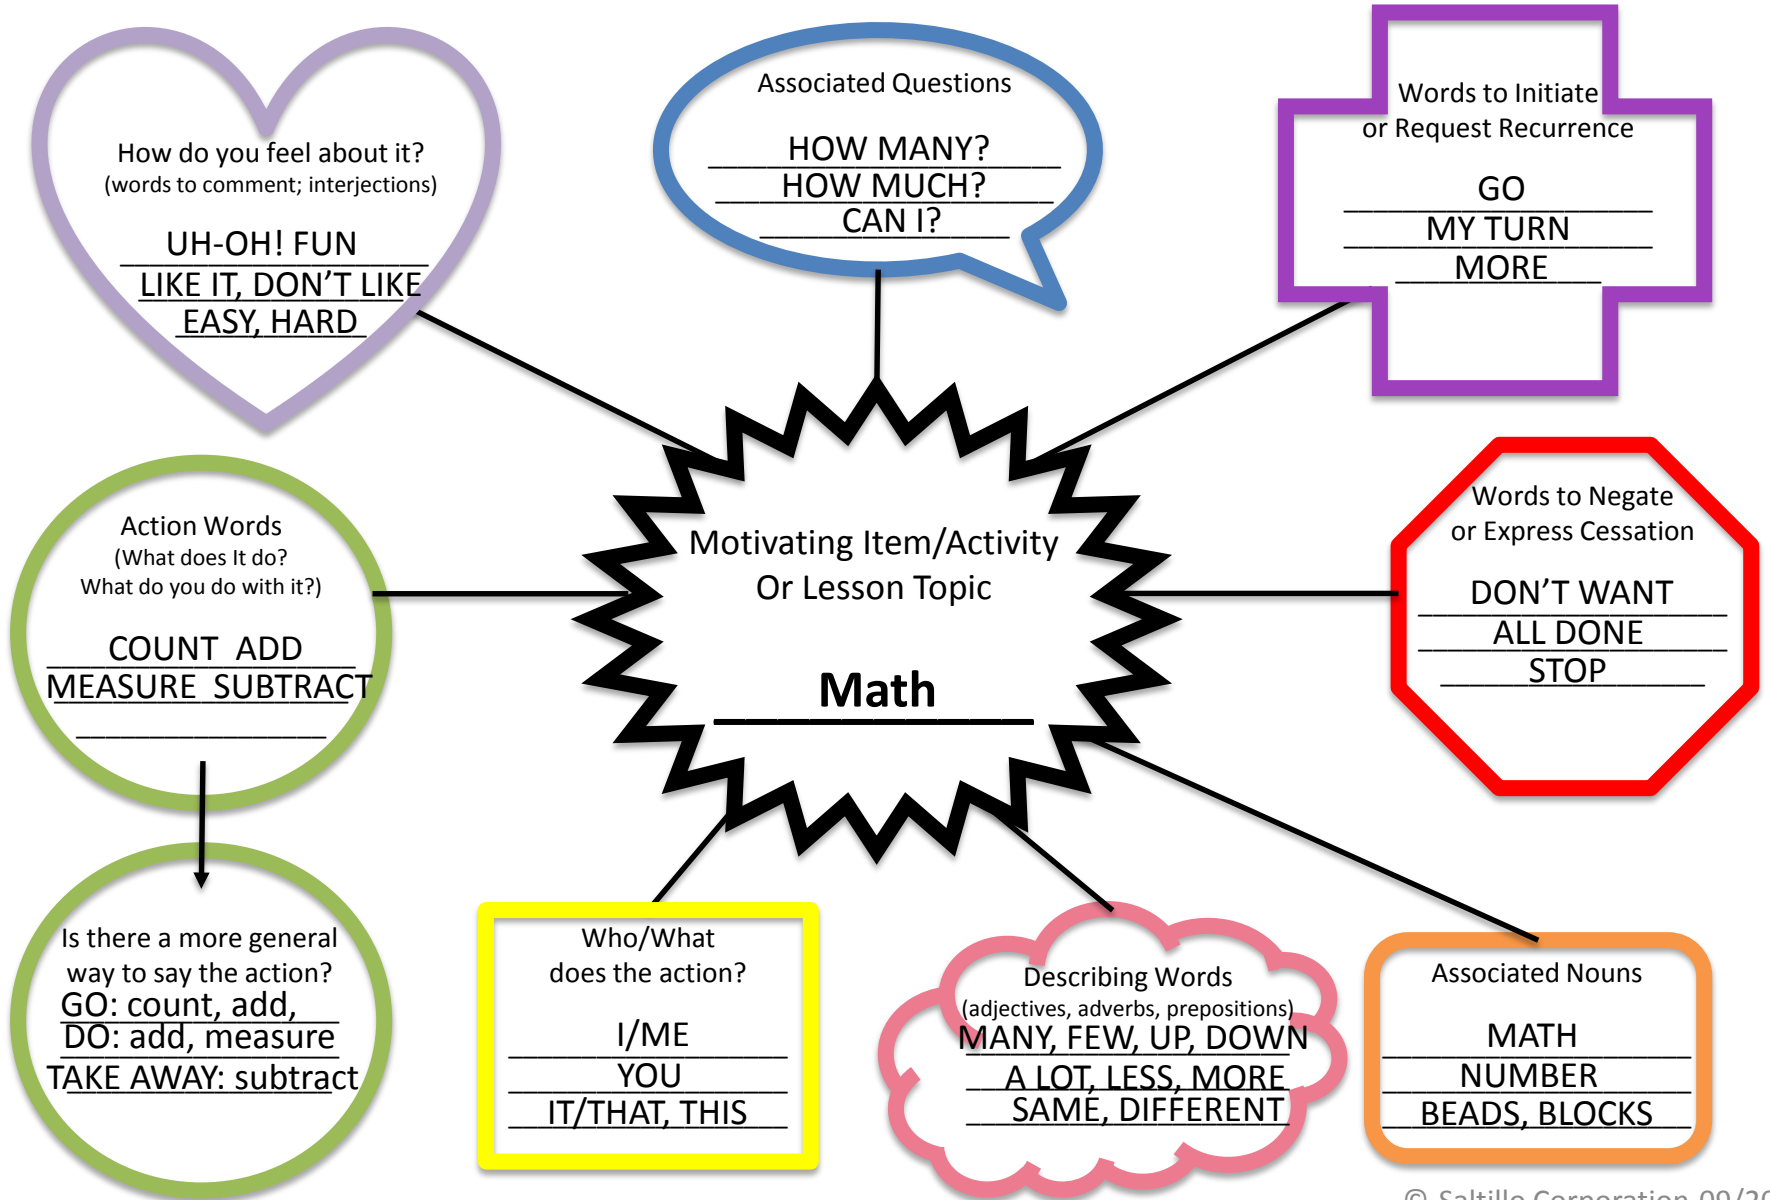 How do you feel about it?
(words to comment; interjections)
UH-OH! FUN
LIKE IT, DON'T LIKE
EASY, HARD
Associated Questions
HOW MANY?
HOW MUCH?
CAN I?
Words to Initiate
or Request Recurrence
GO
MY TURN
MORE
Action Words
(What does It do?
What do you do with it?)
COUNT  ADD
MEASURE  SUBTRACT
Motivating Item/Activity
Or Lesson Topic
Math
Words to Negate
or Express Cessation
DON'T WANT
ALL DONE
STOP
Is there a more general
way to say the action?
GO: count, add,
DO: add, measure
TAKE AWAY: subtract
Who/What
does the action?
I/ME
YOU
IT/THAT, THIS
Describing Words
(adjectives, adverbs, prepositions)
MANY, FEW, UP, DOWN
A LOT, LESS, MORE
SAME, DIFFERENT
Associated Nouns
MATH
NUMBER
BEADS, BLOCKS
© Saltillo Corporation